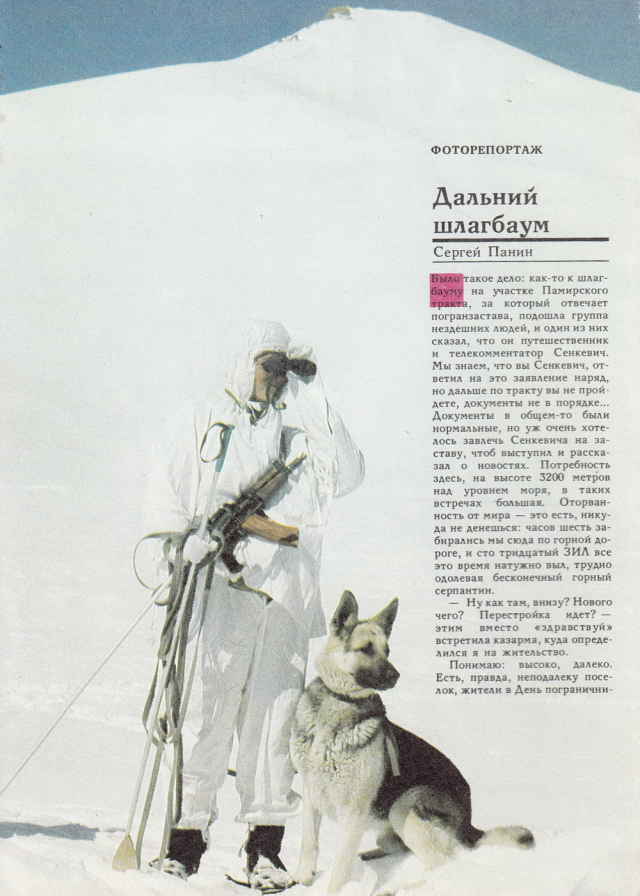 ФОТОРЕПОРТАЖ
Дальний
шлагбаум
Сергей Панин
Было такое дело: как-то к шлаг-
бауму на участке Памирского
тракта, за который отвечает
погранзастава, подошла группа
нездешних людей, и один из них
сказал, что он путешественник
и телекомментатор Сенкевич.
Мы знаем, что вы Сенкевич, от-
ветил на это заявление наряд,
но дальше по тракту вы не прой-
дете, документы не в порядке...
Документы в общем-то были
нормальные, но уж очень хоте-
лось завлечь Сенкевича на за-
ставу, чтоб выступил и расска-
зал о новостях. Потребность
здесь, на высоте 3200 метров
над уровнем моря, в таких
встречах большая. Оторван-
ность от мира — это есть, нику-
да не денешься: часов шесть за-
бирались мы сюда по горной до-
роге, и сто тридцатый ЗИЛ все
это время натужно выл, трудно
одолевая бесконечный горный
серпантин.
— Ну как там, внизу? Нового
чего? Перестройка идет? —
этим вместо «здравствуй»
встретила казарма, куда опреде-
лился я на жительство.
Понимаю: высоко, далеко.
Есть, правда, неподалеку посе-
лок, жители в День погранични-